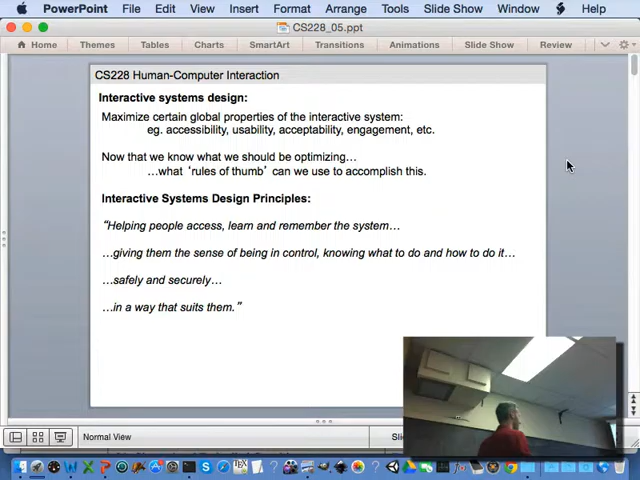 PowerPoint File Edit View Insert Format Arrange Tools Slide Show Window Help
CS228_05.ppt
Home Themes Tables Charts SmartArt Transitions Animations Slide Show Review
CS228 Human-Computer Interaction
Interactive systems design:
Maximize certain global properties of the interactive system:
eg. accessibility, usability, acceptability, engagement, etc.
Now that we know what we should be optimizing…
…what ‘rules of thumb’ can we use to accomplish this.
Interactive Systems Design Principles:
“Helping people access, learn and remember the system…
…giving them the sense of being in control, knowing what to do and how to do it…
…safely and securely…
…in a way that suits them.”
Normal View